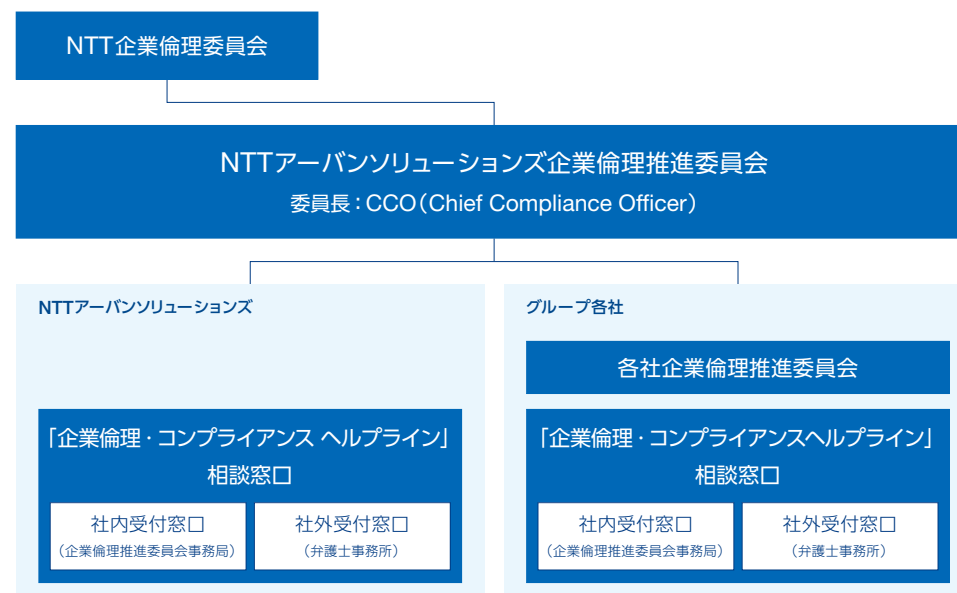 NTT企業倫理委員会
NTTアーバンソリューションズ企業倫理推進委員会
委員長：CCO（Chief Compliance Officer）
NTTアーバンソリューションズ
「企業倫理・コンプライアンス ヘルプライン」
相談窓口
社内受付窓口
（企業倫理推進委員会事務局）
社外受付窓口
（弁護士事務所）
グループ各社
各社企業倫理推進委員会
「企業倫理・コンプライアンスヘルプライン」
相談窓口
社内受付窓口
（企業倫理推進委員会事務局）
社外受付窓口
（弁護士事務所）